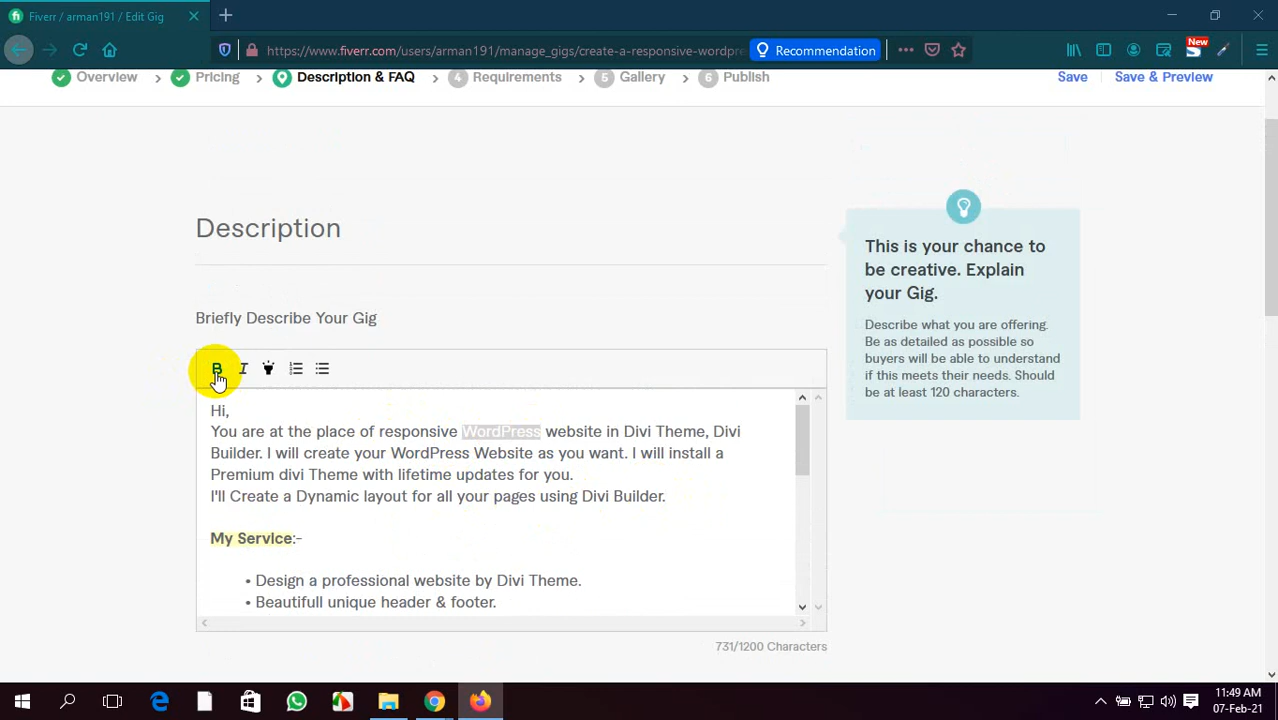 Fiverr / arman191 / Edit Gig
https://www.fiverr.com/users/arman191/manage_gigs/create-a-responsive-wordpre
Recommendation
New
Overview
Pricing
Description & FAQ
4 Requirements
5 Gallery
6 Publish
Save
Save & Preview
Description
This is your chance to
be creative. Explain
your Gig.
Describe what you are offering.
Be as detailed as possible so
buyers will be able to understand
if this meets their needs. Should
be at least 120 characters.
Briefly Describe Your Gig
B I
Hi,
You are at the place of responsive WordPress website in Divi Theme, Divi
Builder. I will create your WordPress Website as you want. I will install a
Premium divi Theme with lifetime updates for you.
I'll Create a Dynamic layout for all your pages using Divi Builder.
My Service:-
• Design a professional website by Divi Theme.
• Beautifull unique header & footer.
731/1200 Characters
11:49 AM
07-Feb-21